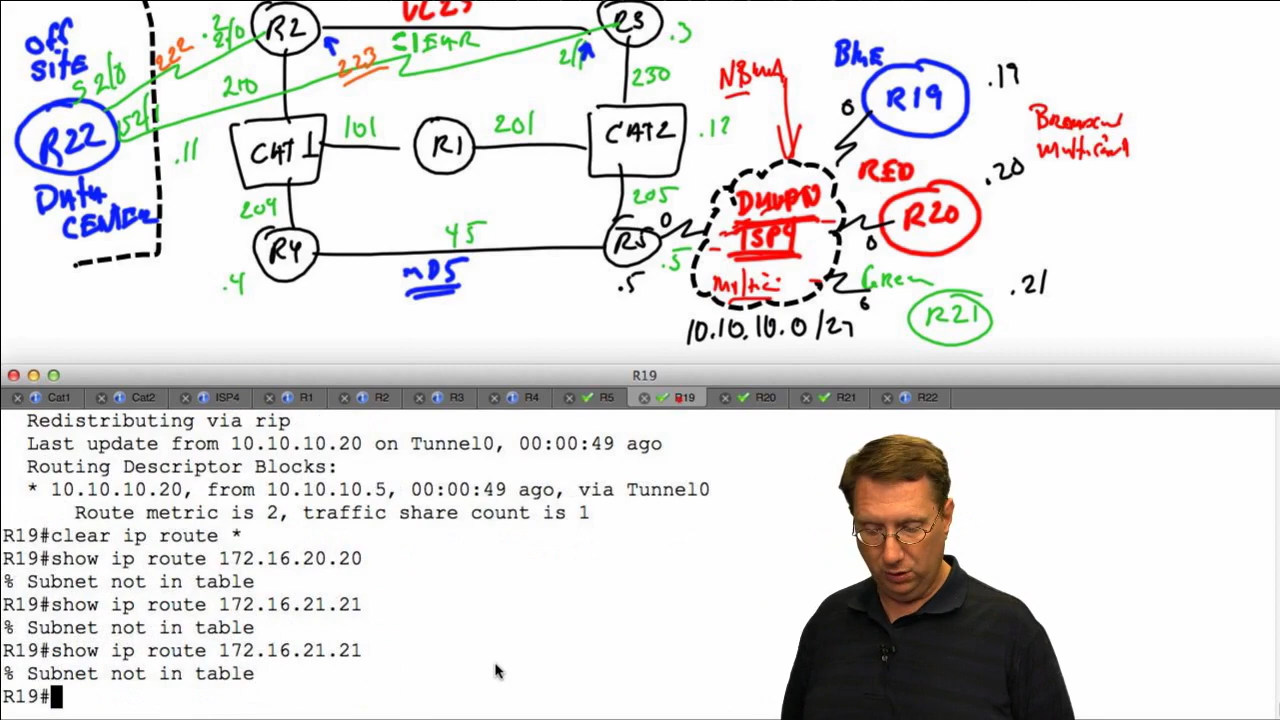 OFF
SITE
S2/0
R22
DATA
CENTER
.11
222
210
223
R2
R3
.3
230
CAT1
101
R1
201
CAT2
.12
209
205
R4
.4
45
MD5
R5
0
.5
.5
NBMA
DMVPN
ISP4
10.10.10.0/27
BLUE
0
R19
.19
RED
0
R20
.20
Green
R21
.21
R19
Cat1 Cat2 ISP4 R1 R2 R3 R4 R5 R19 R20 R21 R22
Redistributing via rip
Last update from 10.10.10.20 on Tunnel0, 00:00:49 ago
Routing Descriptor Blocks:
* 10.10.10.20, from 10.10.10.5, 00:00:49 ago, via Tunnel0
Route metric is 2, traffic share count is 1
R19#clear ip route *
R19#show ip route 172.16.20.20
% Subnet not in table
R19#show ip route 172.16.21.21
% Subnet not in table
R19#show ip route 172.16.21.21
% Subnet not in table
R19#